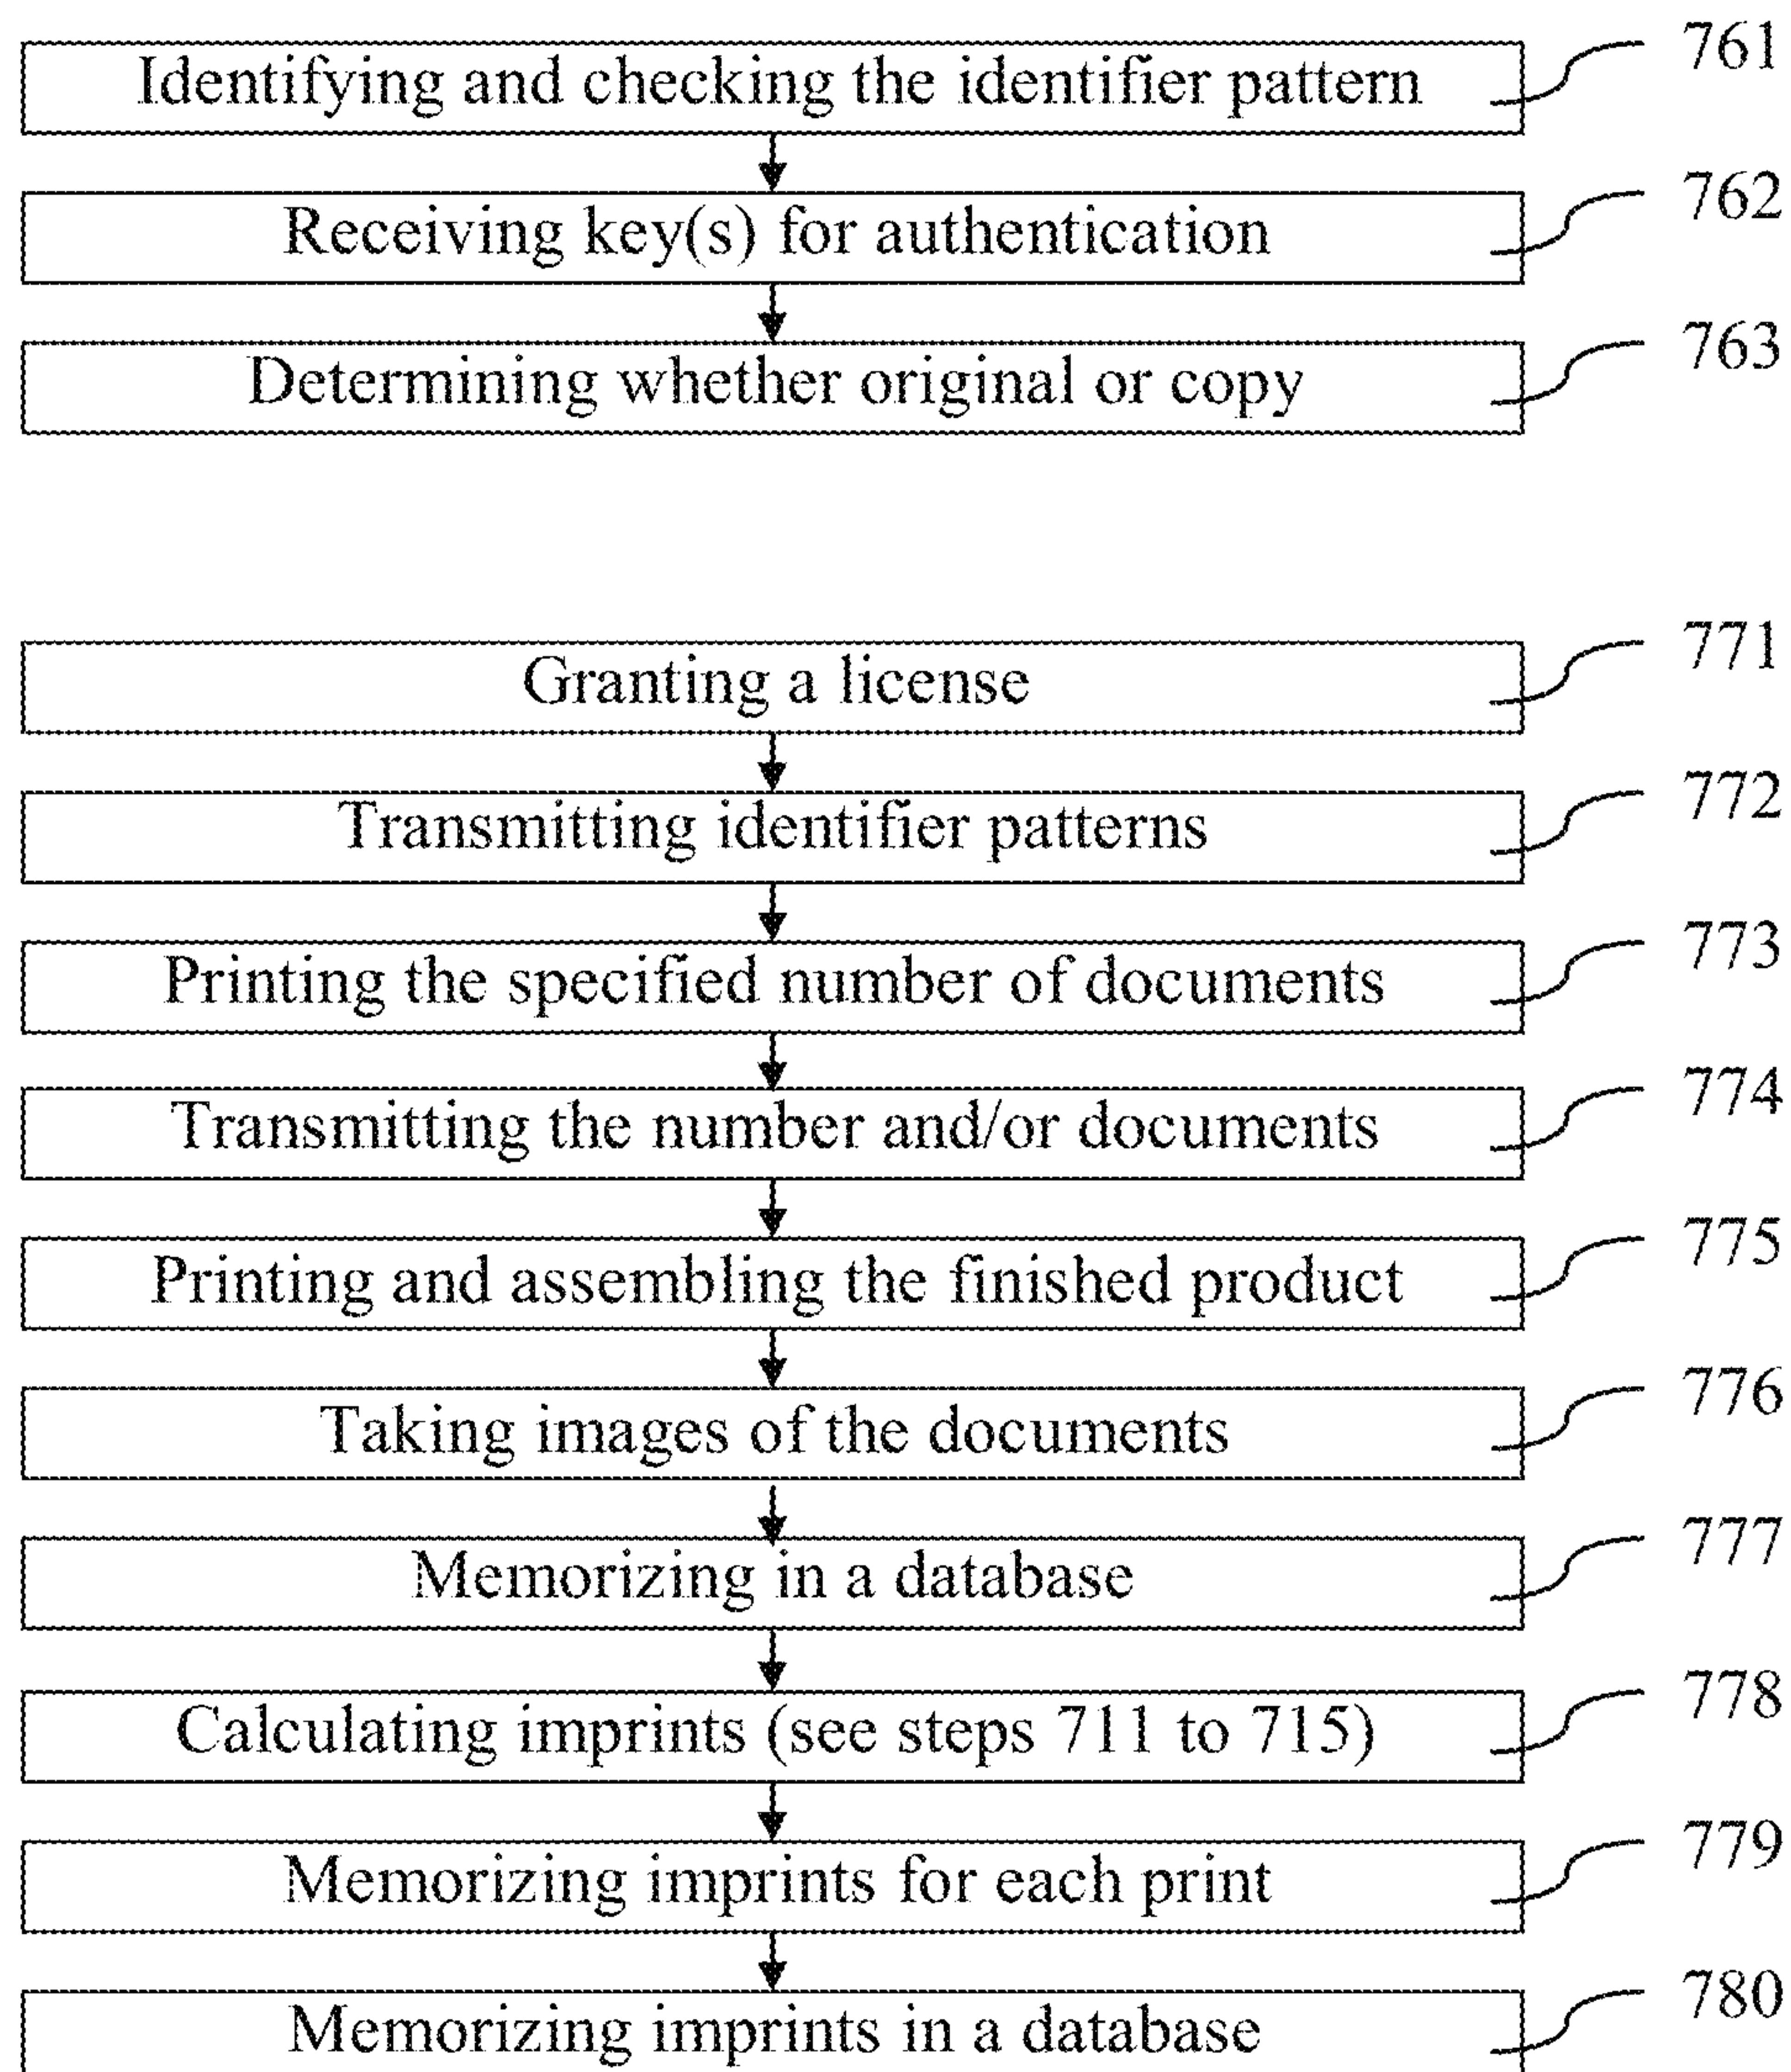 Identifying and checking the identifier pattern 761
Receiving key(s) for authentication 762
Determining whether original or copy 763
Granting a license 771
Transmitting identifier patterns 772
Printing the specified number of documents 773
Transmitting the number and/or documents 774
Printing and assembling the finished product 775
Taking images of the documents 776
Memorizing in a database 777
Calculating imprints (see steps 711 to 715) 778
Memorizing imprints for each print 779
Memorizing imprints in a database 780